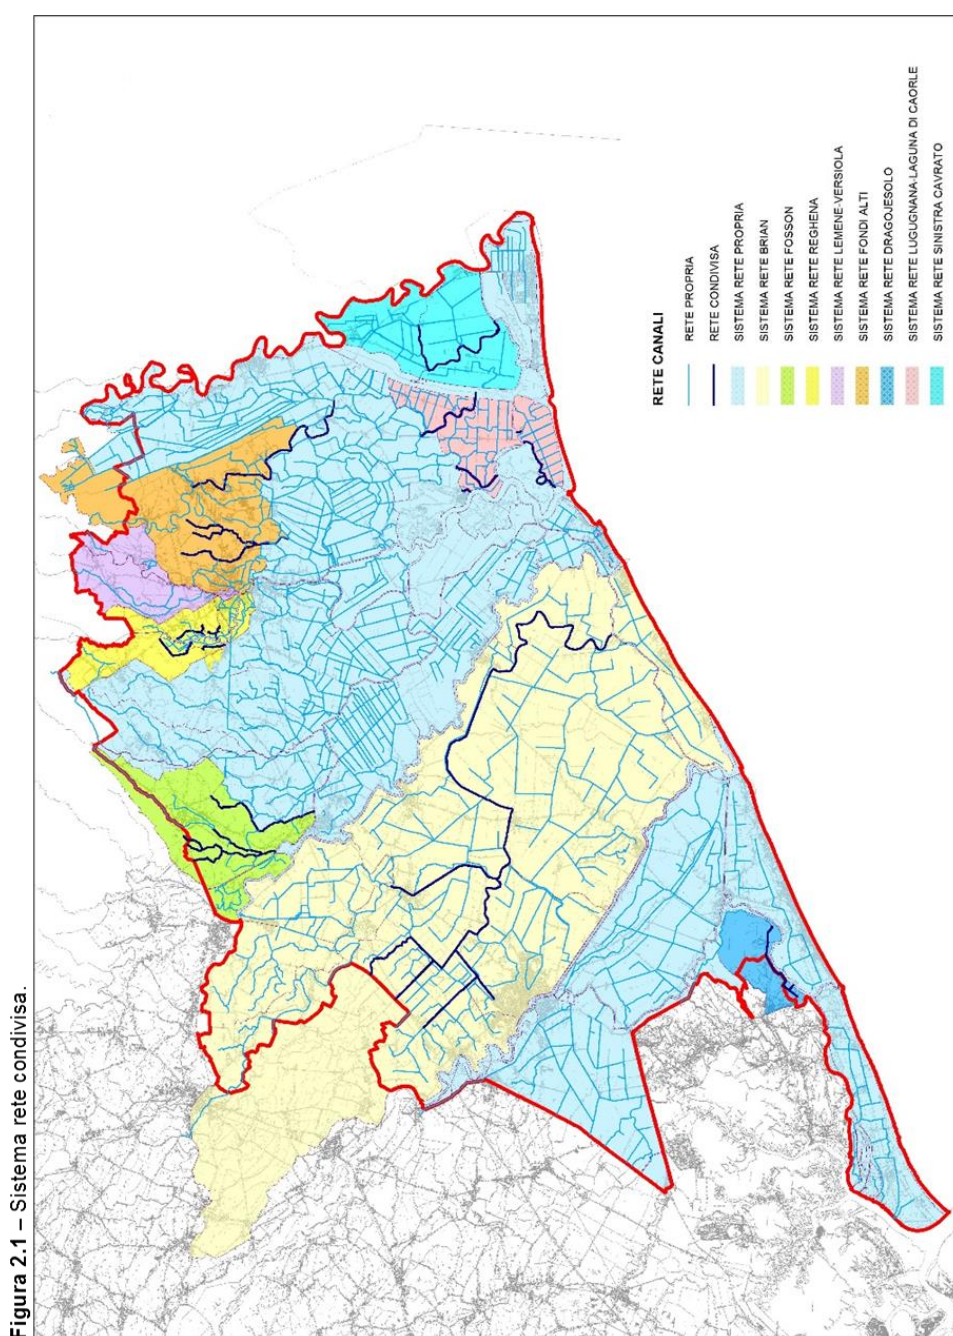 Figura 2.1 – Sistema rete condivisa.
RETE CANALI
RETE PROPRIA
RETE CONDIVISA
SISTEMA RETE PROPRIA
SISTEMA RETE BRIAN
SISTEMA RETE FOSSON
SISTEMA RETE REGHENA
SISTEMA RETE LEMENE-VERSIOLA
SISTEMA RETE FONDI ALTI
SISTEMA RETE DRAGOJESOLO
SISTEMA RETE LUGUGNANA-LAGUNA DI CAORLE
SISTEMA RETE SINISTRA CAVRATO